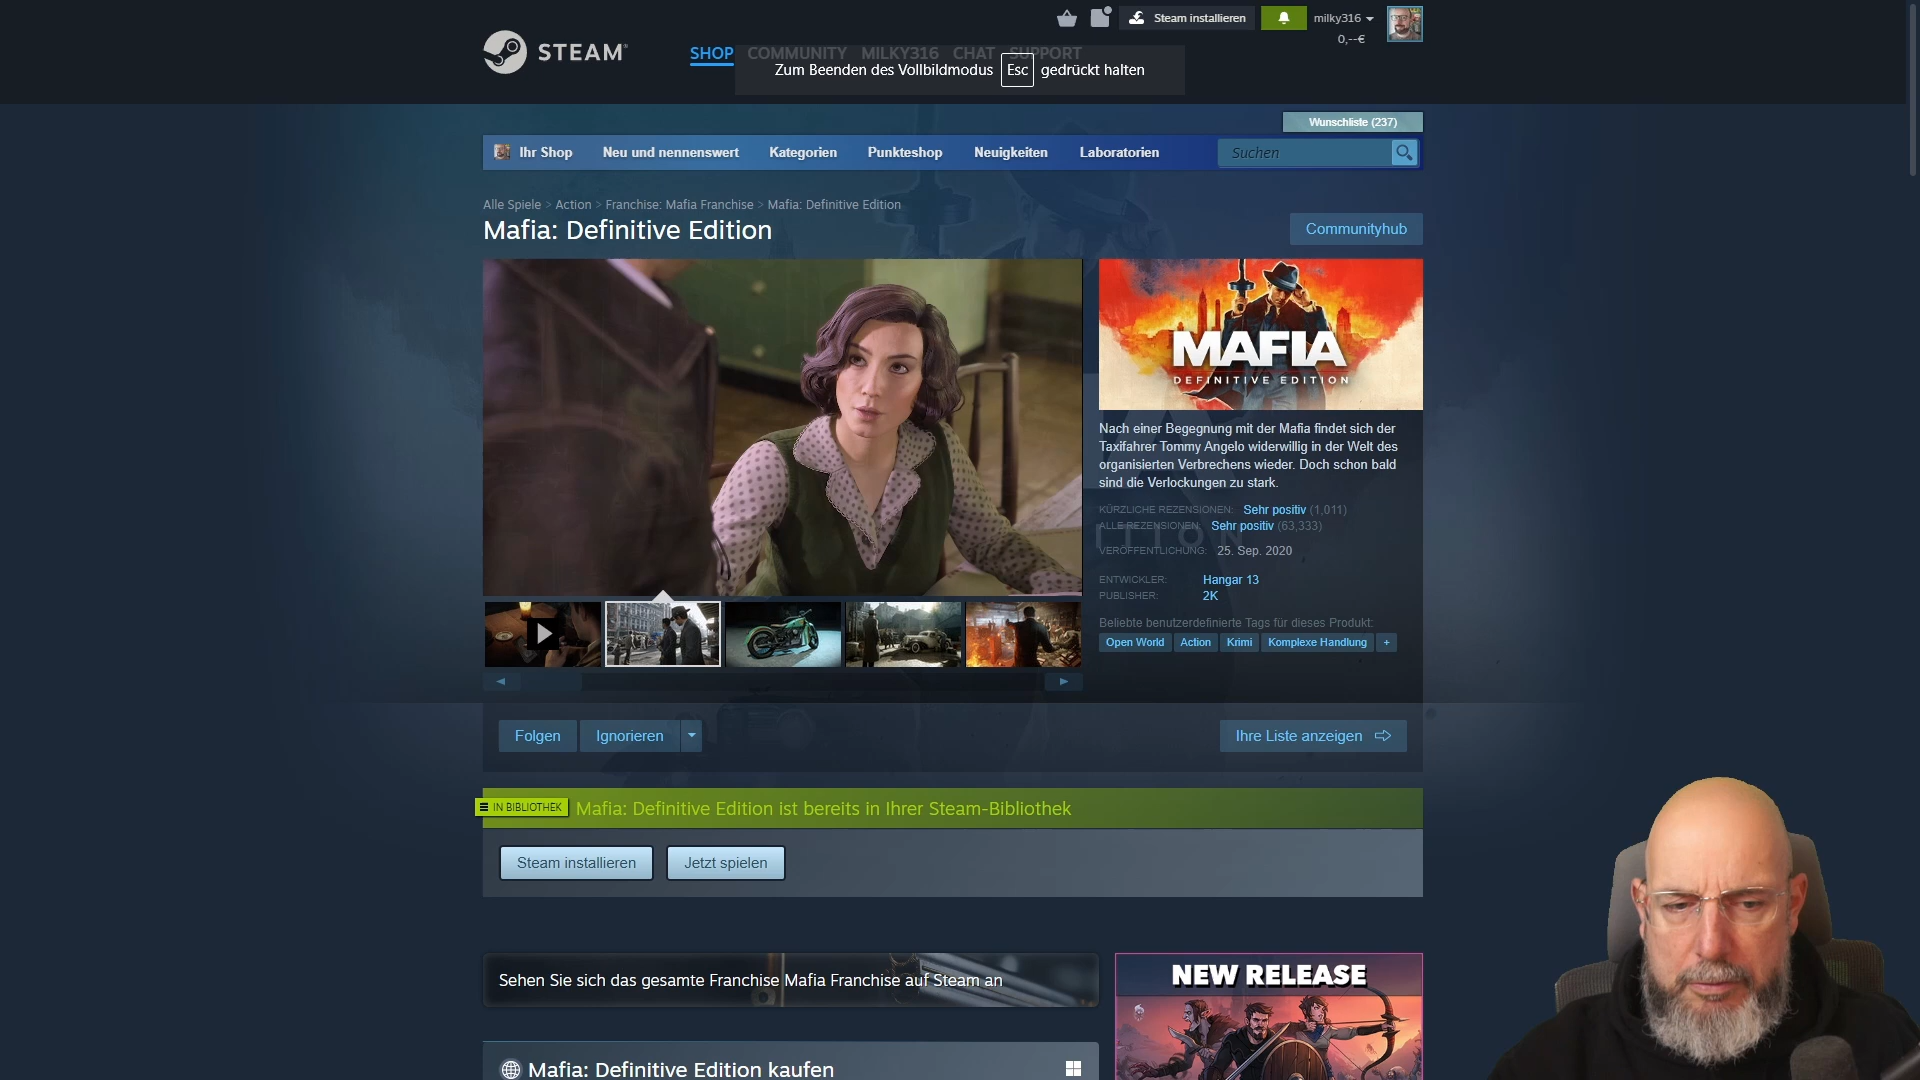 Steam installieren
milky316
0,--€
STEAM
SHOP
COMMUNITY
MILKY316
CHAT
SUPPORT
Zum Beenden des Vollbildmodus Esc gedrückt halten
Wunschliste (237)
Ihr Shop
Neu und nennenswert
Kategorien
Punkteshop
Neuigkeiten
Laboratorien
Suchen
Alle Spiele > Action > Franchise: Mafia Franchise > Mafia: Definitive Edition
Mafia: Definitive Edition
Communityhub
MAFIA
DEFINITIVE EDITION
Nach einer Begegnung mit der Mafia findet sich der
Taxifahrer Tommy Angelo widerwillig in der Welt des
organisierten Verbrechens wieder. Doch schon bald
sind die Verlockungen zu stark.
KÜRZLICHE REZENSIONEN: Sehr positiv (1,011)
ALLE REZENSIONEN: Sehr positiv (63,333)
VERÖFFENTLICHUNG: 25. Sep. 2020
ENTWICKLER: Hangar 13
PUBLISHER: 2K
Beliebte benutzerdefinierte Tags für dieses Produkt:
Open World
Action
Krimi
Komplexe Handlung
+
Folgen
Ignorieren
Ihre Liste anzeigen
IN BIBLIOTHEK
Mafia: Definitive Edition ist bereits in Ihrer Steam-Bibliothek
Steam installieren
Jetzt spielen
Sehen Sie sich das gesamte Franchise Mafia Franchise auf Steam an
NEW RELEASE
Mafia: Definitive Edition kaufen